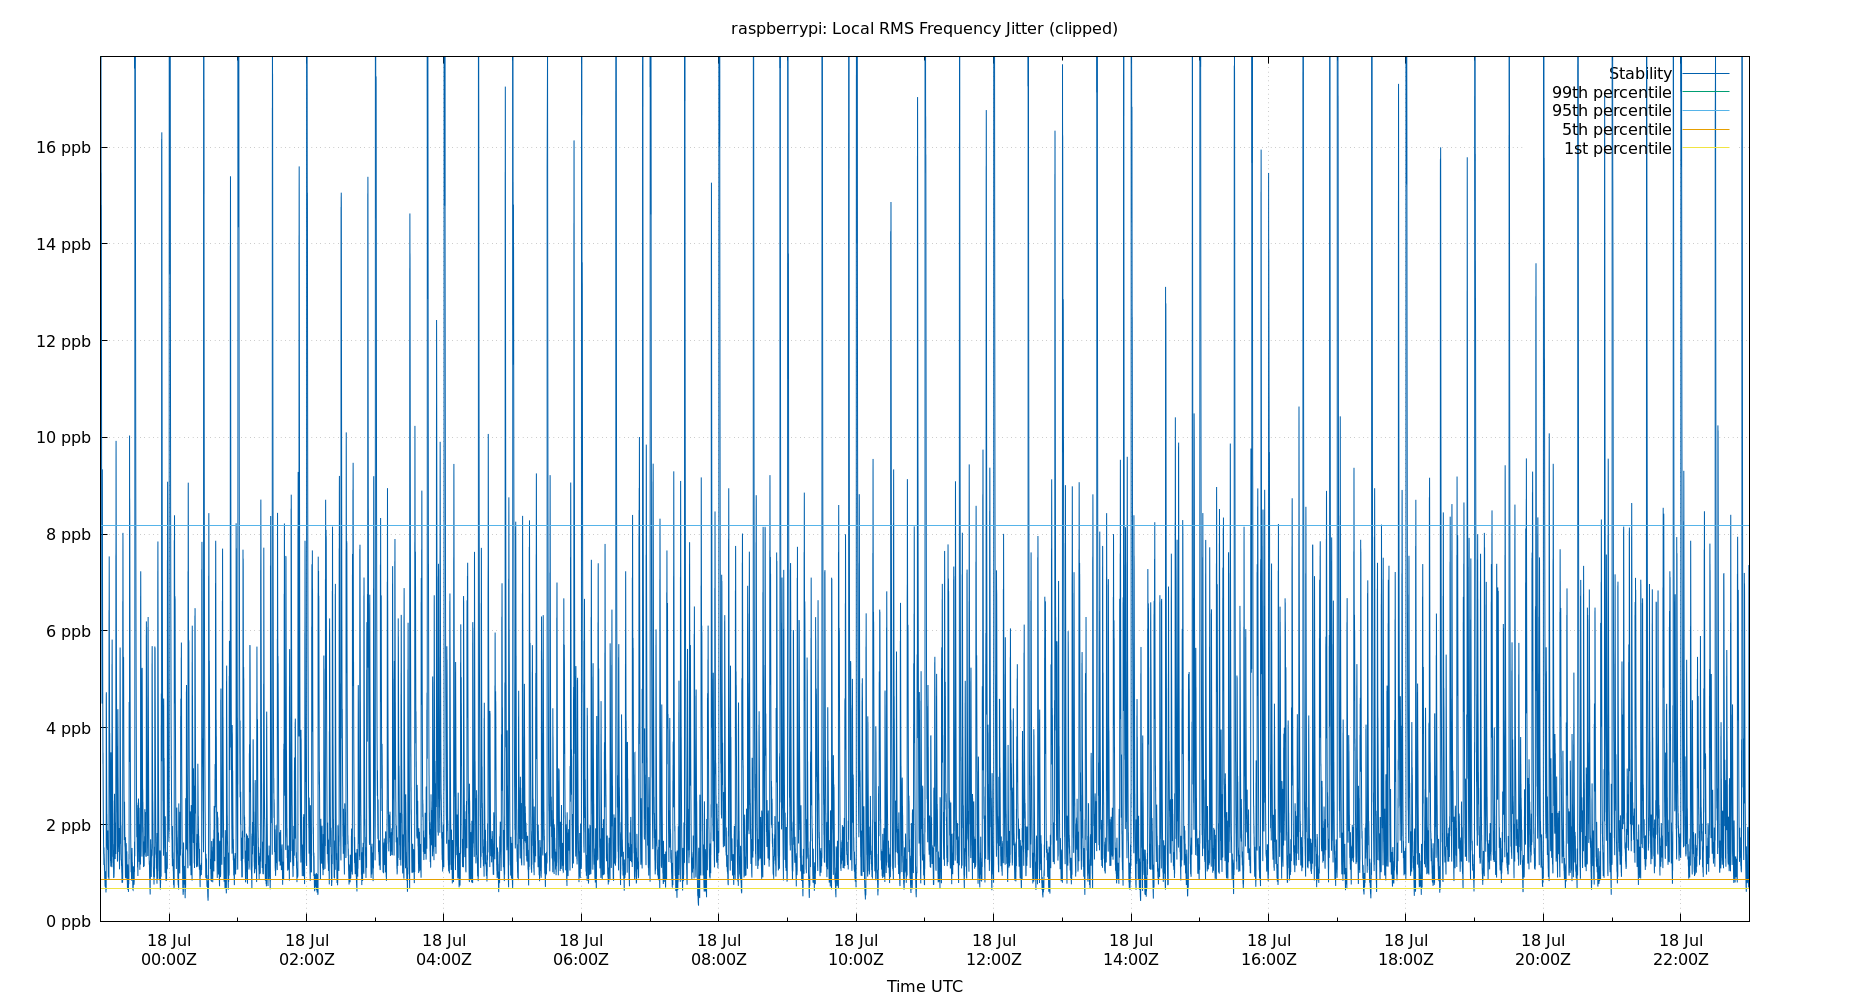 raspberrypi: Local RMS Frequency Jitter (clipped)
Stability
99th percentile
95th percentile
5th percentile
1st percentile
16 ppb
14 ppb
12 ppb
10 ppb
8 ppb
6 ppb
4 ppb
2 ppb
0 ppb
18 Jul 18 Jul 18 Jul 18 Jul 18 Jul 18 Jul 18 Jul 18 Jul 18 Jul 18 Jul 18 Jul 18 Jul
00:00Z 02:00Z 04:00Z 06:00Z 08:00Z 10:00Z 12:00Z 14:00Z 16:00Z 18:00Z 20:00Z 22:00Z
Time UTC